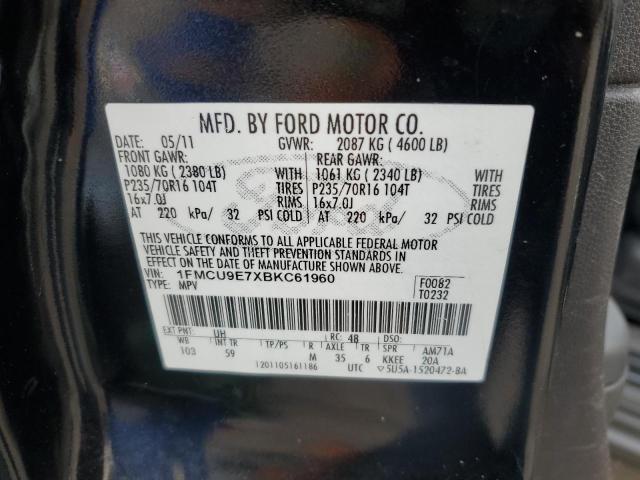 MFD. BY FORD MOTOR CO.
DATE: 05/11 GVWR: 2087 KG ( 4600 LB)
FRONT GAWR: REAR GAWR:
1080 KG ( 2380 LB) WITH 1061 KG ( 2340 LB) WITH
P235/70R16 104T TIRES P235/70R16 104T TIRES
16x7.0J RIMS 16x7.0J RIMS
AT 220 kPa/ 32 PSI COLD AT 220 kPa/ 32 PSI COLD
THIS VEHICLE CONFORMS TO ALL APPLICABLE FEDERAL MOTOR
VEHICLE SAFETY AND THEFT PREVENTION STANDARDS IN EFFECT
ON THE DATE OF MANUFACTURE SHOWN ABOVE.
VIN: 1FMCU9E7XBKC61960 F0082
TYPE: MPV T0232
EXT PNT: UH RC: 48 DSO:
WB INT TR TP/PS R AXLE TR SPR AM71A
103 59 M 35 6 KKEE 20A
1201105161186 UTC 5U5A-1520472-BA